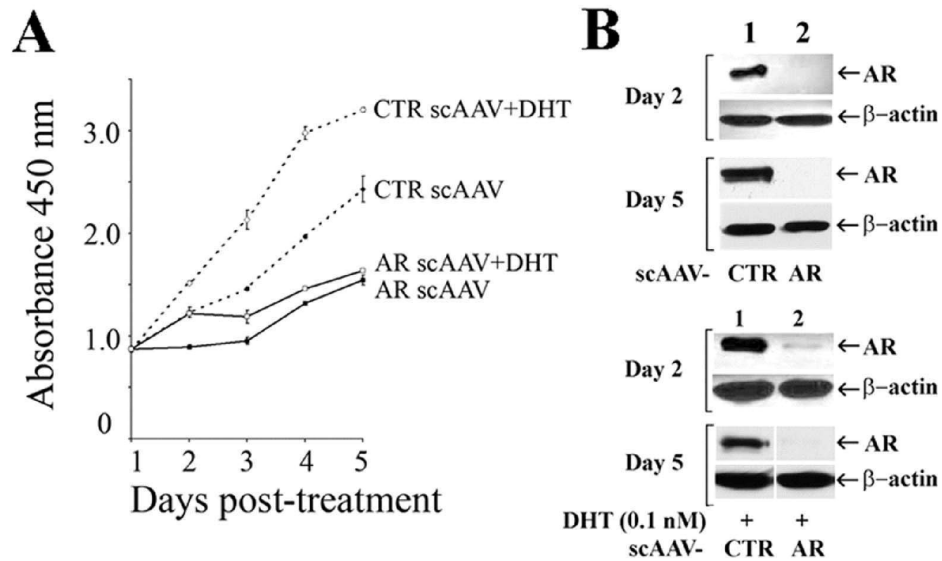 A
Absorbance 450 nm
3.0
2.0
1.0
0
CTR scAAV+DHT
CTR scAAV
AR scAAV+DHT
AR scAAV
1 2 3 4 5
Days post-treatment
B
1 2
Day 2
←AR
←β-actin
Day 5
←AR
←β-actin
scAAV- CTR AR
1 2
Day 2
←AR
←β-actin
Day 5
←AR
←β-actin
DHT (0.1 nM) + +
scAAV- CTR AR